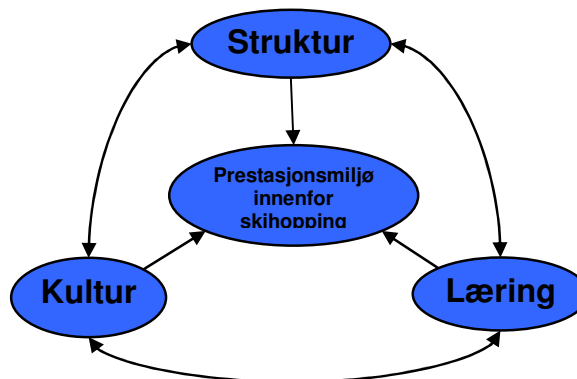 Struktur
Prestasjonsmiljø
innenfor
skihopping
Kultur
Læring